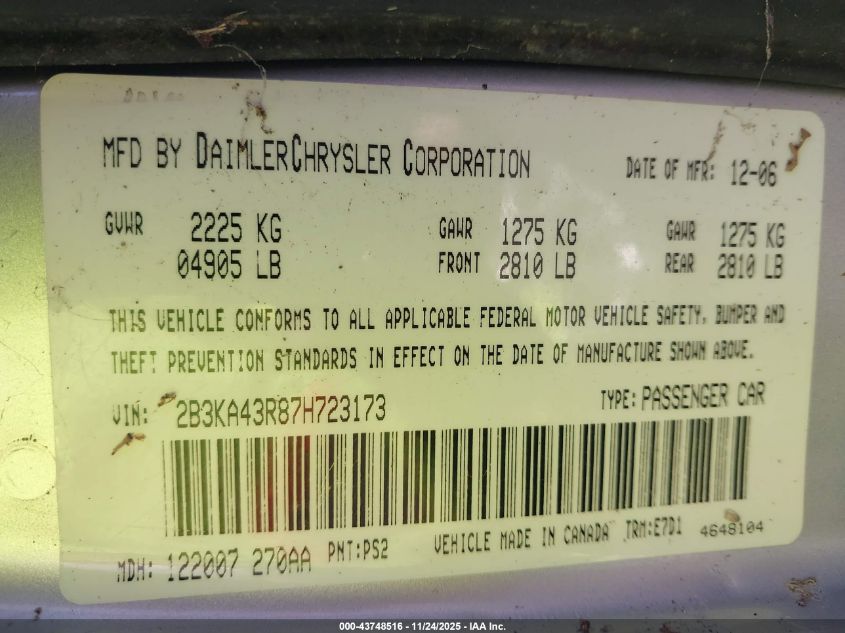 MFD BY DAIMLERCHRYSLER CORPORATION DATE OF MFR: 12-06
GVWR 2225 KG GAWR 1275 KG GAWR 1275 KG
04905 LB FRONT 2810 LB REAR 2810 LB
THIS VEHICLE CONFORMS TO ALL APPLICABLE FEDERAL MOTOR VEHICLE SAFETY, BUMPER AND
THEFT PREVENTION STANDARDS IN EFFECT ON THE DATE OF MANUFACTURE SHOWN ABOVE.
VIN: 2B3KA43R87H723173 TYPE: PASSENGER CAR
MDH: 122007 270AA PNT:PS2 VEHICLE MADE IN CANADA TRM:E7D1 4648104
000-43748516 - 11/24/2025 - IAA Inc.